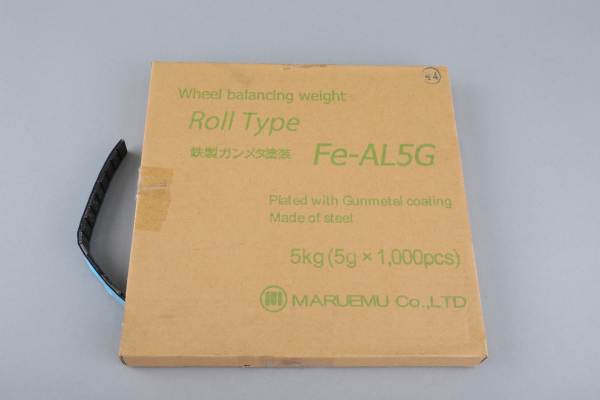 Wheel balancing weight
Roll Type
鉄製ガンメタ塗装 Fe-AL5G
Plated with Gunmetal coating
Made of steel
5kg (5g × 1,000pcs)
MARUEMU Co.,LTD